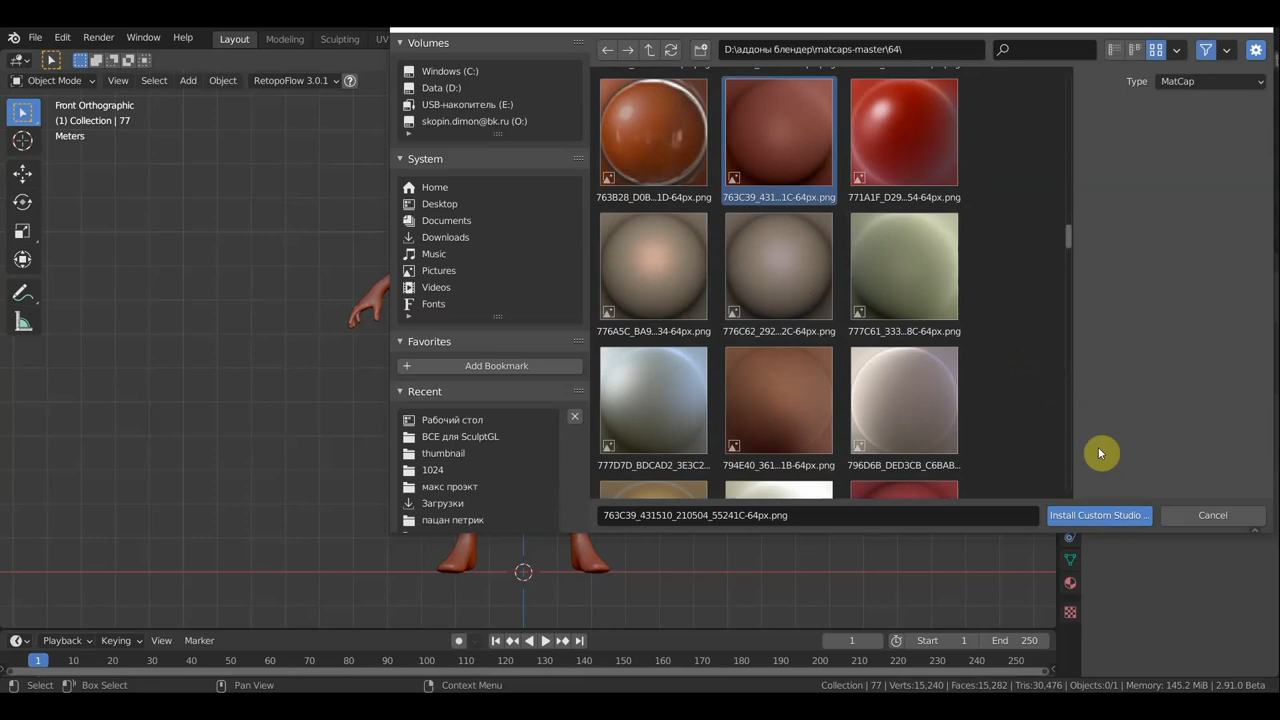 File Edit Render Window Help Layout Modeling Sculpting UV
Object Mode View Select Add Object RetopoFlow 3.0.1
Front Orthographic
(1) Collection | 77
Meters
Volumes
Windows (C:)
Data (D:)
USB-накопитель (E:)
skopin.dimon@bk.ru (O:)
System
Home
Desktop
Documents
Downloads
Music
Pictures
Videos
Fonts
Favorites
Add Bookmark
Recent
Рабочий стол
ВСЕ для SculptGL
thumbnail
1024
макс проэкт
Загрузки
пацан петрик
D:\аддоны блендер\matcaps-master\64\
763B28_D0B...1D-64px.png 763C39_431...1C-64px.png 771A1F_D29...54-64px.png
776A5C_BA9...34-64px.png 776C62_292...2C-64px.png 777C61_333...8C-64px.png
777D7D_BDCAD2_3E3C2... 794E40_361...1B-64px.png 796D6B_DED3CB_C6BAB...
763C39_431510_210504_55241C-64px.png
Install Custom Studio ... Cancel
Type MatCap
Playback Keying View Marker 1 Start 1 End 250
1 10 20 30 40 50 60 70 80 90 100 110 120 130 140 150 160 170 180 190 200 210 220 230 240 250
Select Box Select Pan View Context Menu Collection | 77 | Verts:15,240 | Faces:15,282 | Tris:30,476 | Objects:0/1 | Memory: 145.2 MiB | 2.91.0 Beta